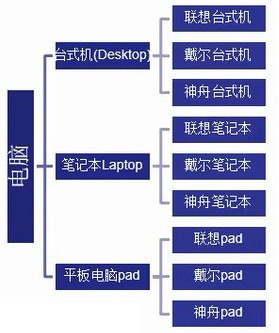 电脑
台式机(Desktop)
联想台式机
戴尔台式机
神舟台式机
笔记本Laptop
联想笔记本
戴尔笔记本
神舟笔记本
平板电脑pad
联想pad
戴尔pad
神舟pad